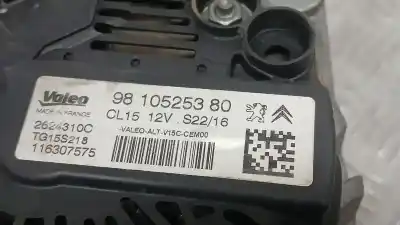 Valeo
MADE IN FRANCE
98 105253 80
CL15 12V S22/16
-VALEO-ALT-V15C-CEM00
2624310C
TG15S218
116307575